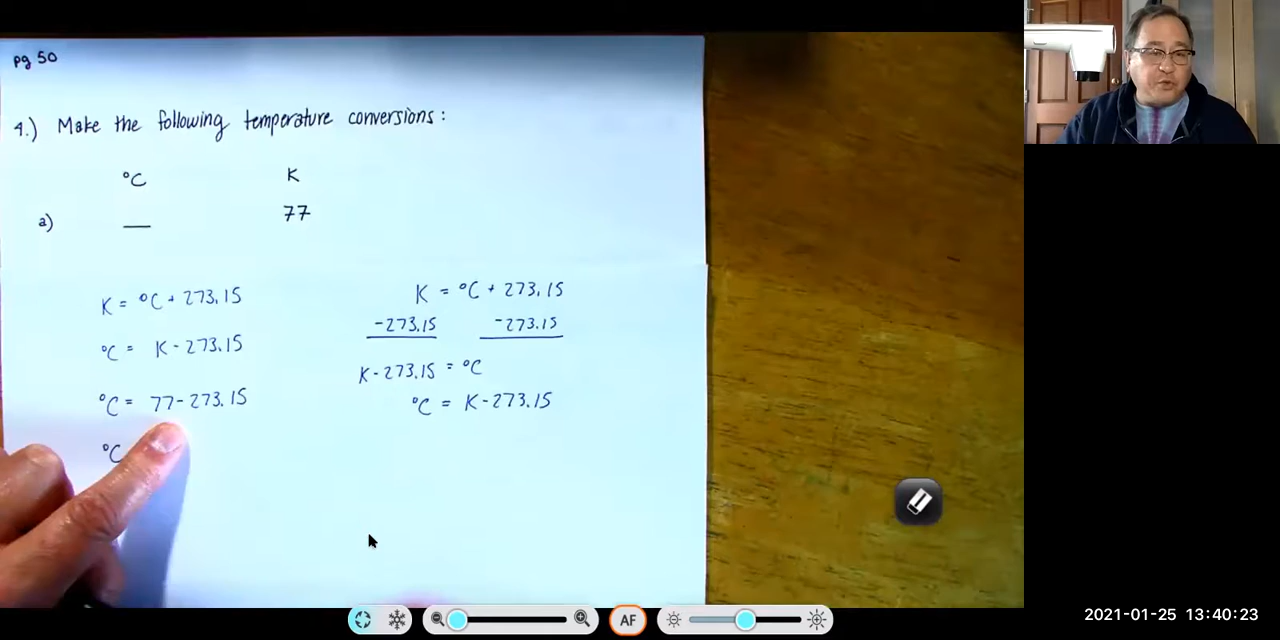 pg 50
4.) Make the following temperature conversions:
°C K
a) __ 77
K = °C + 273.15
°C = K - 273.15
°C = 77 - 273.15
°C
K = °C + 273.15
-273.15 -273.15
K - 273.15 = °C
°C = K - 273.15
AF
2021-01-25 13:40:23